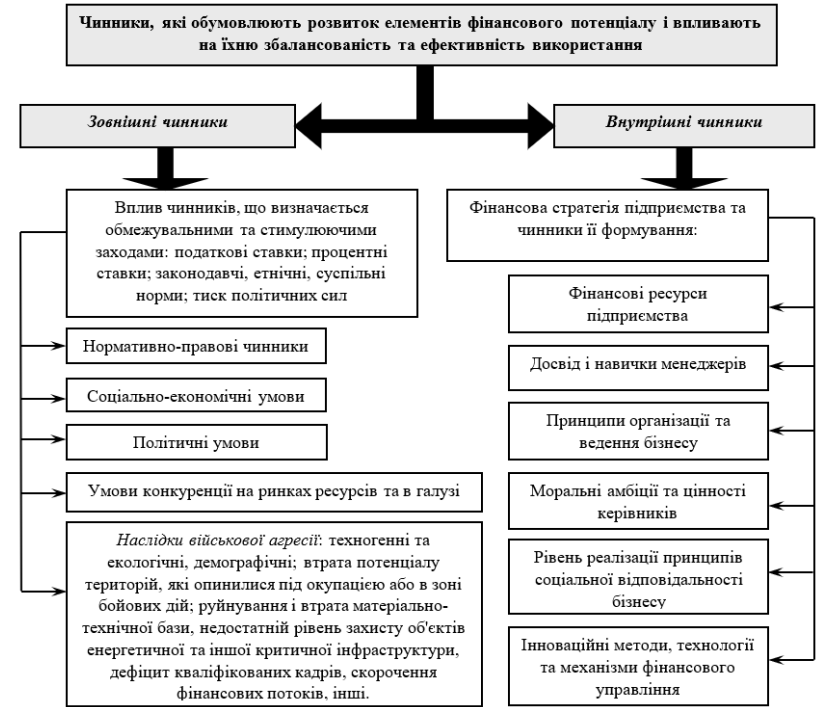 Чинники, які обумовлюють розвиток елементів фінансового потенціалу і впливають
на їхню збалансованість та ефективність використання
Зовнішні чинники
Вплив чинників, що визначається
обмежувальними та стимулюючими
заходами: податкові ставки; процентні
ставки; законодавчі, етнічні, суспільні
норми; тиск політичних сил
Нормативно-правові чинники
Соціально-економічні умови
Політичні умови
Умови конкуренції на ринках ресурсів та в галузі
Наслідки військової агресії: техногенні та
екологічні, демографічні; втрата потенціалу
територій, які опинилися під окупацією або в зоні
бойових дій; руйнування і втрата матеріально-
технічної бази, недостатній рівень захисту об'єктів
енергетичної та іншої критичної інфраструктури,
дефіцит кваліфікованих кадрів, скорочення
фінансових потоків, інші.
Внутрішні чинники
Фінансова стратегія підприємства та
чинники її формування:
Фінансові ресурси
підприємства
Досвід і навички менеджерів
Принципи організації та
ведення бізнесу
Моральні амбіції та цінності
керівників
Рівень реалізації принципів
соціальної відповідальності
бізнесу
Інноваційні методи, технології
та механізми фінансового
управління